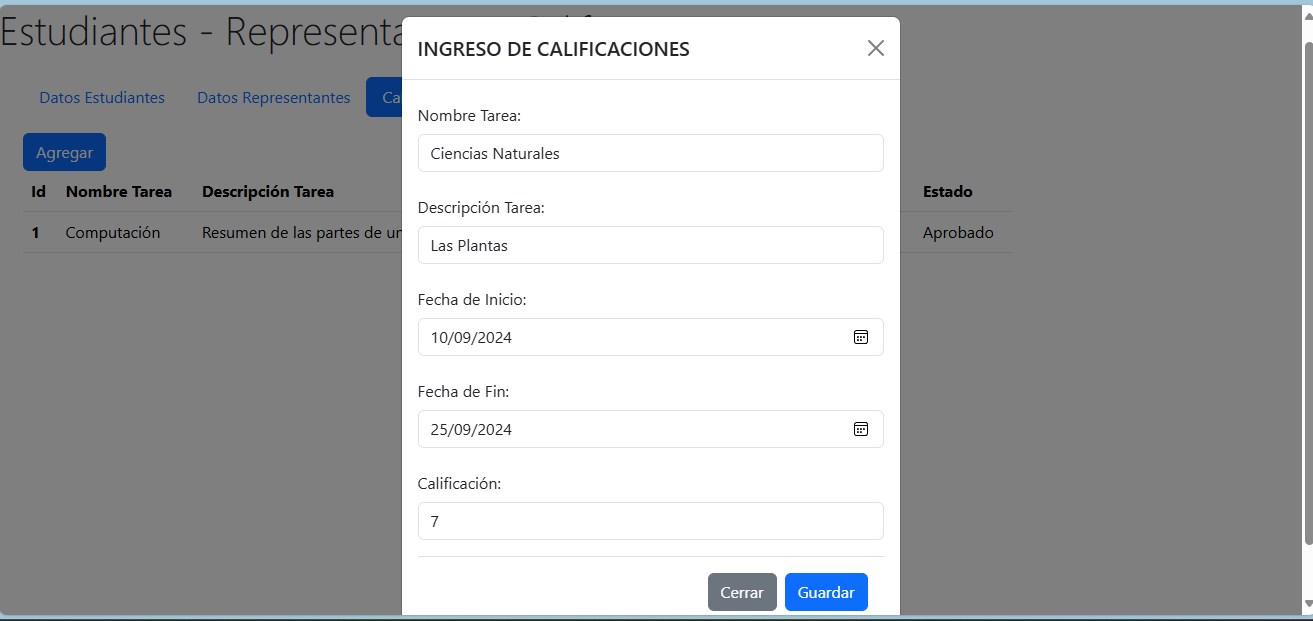 Estudiantes - Representa
INGRESO DE CALIFICACIONES
Datos Estudiantes Datos Representantes Ca
Agregar
Id Nombre Tarea Descripción Tarea Estado
1 Computación Resumen de las partes de un Aprobado
Nombre Tarea:
Ciencias Naturales
Descripción Tarea:
Las Plantas
Fecha de Inicio:
10/09/2024
Fecha de Fin:
25/09/2024
Calificación:
7
Cerrar Guardar